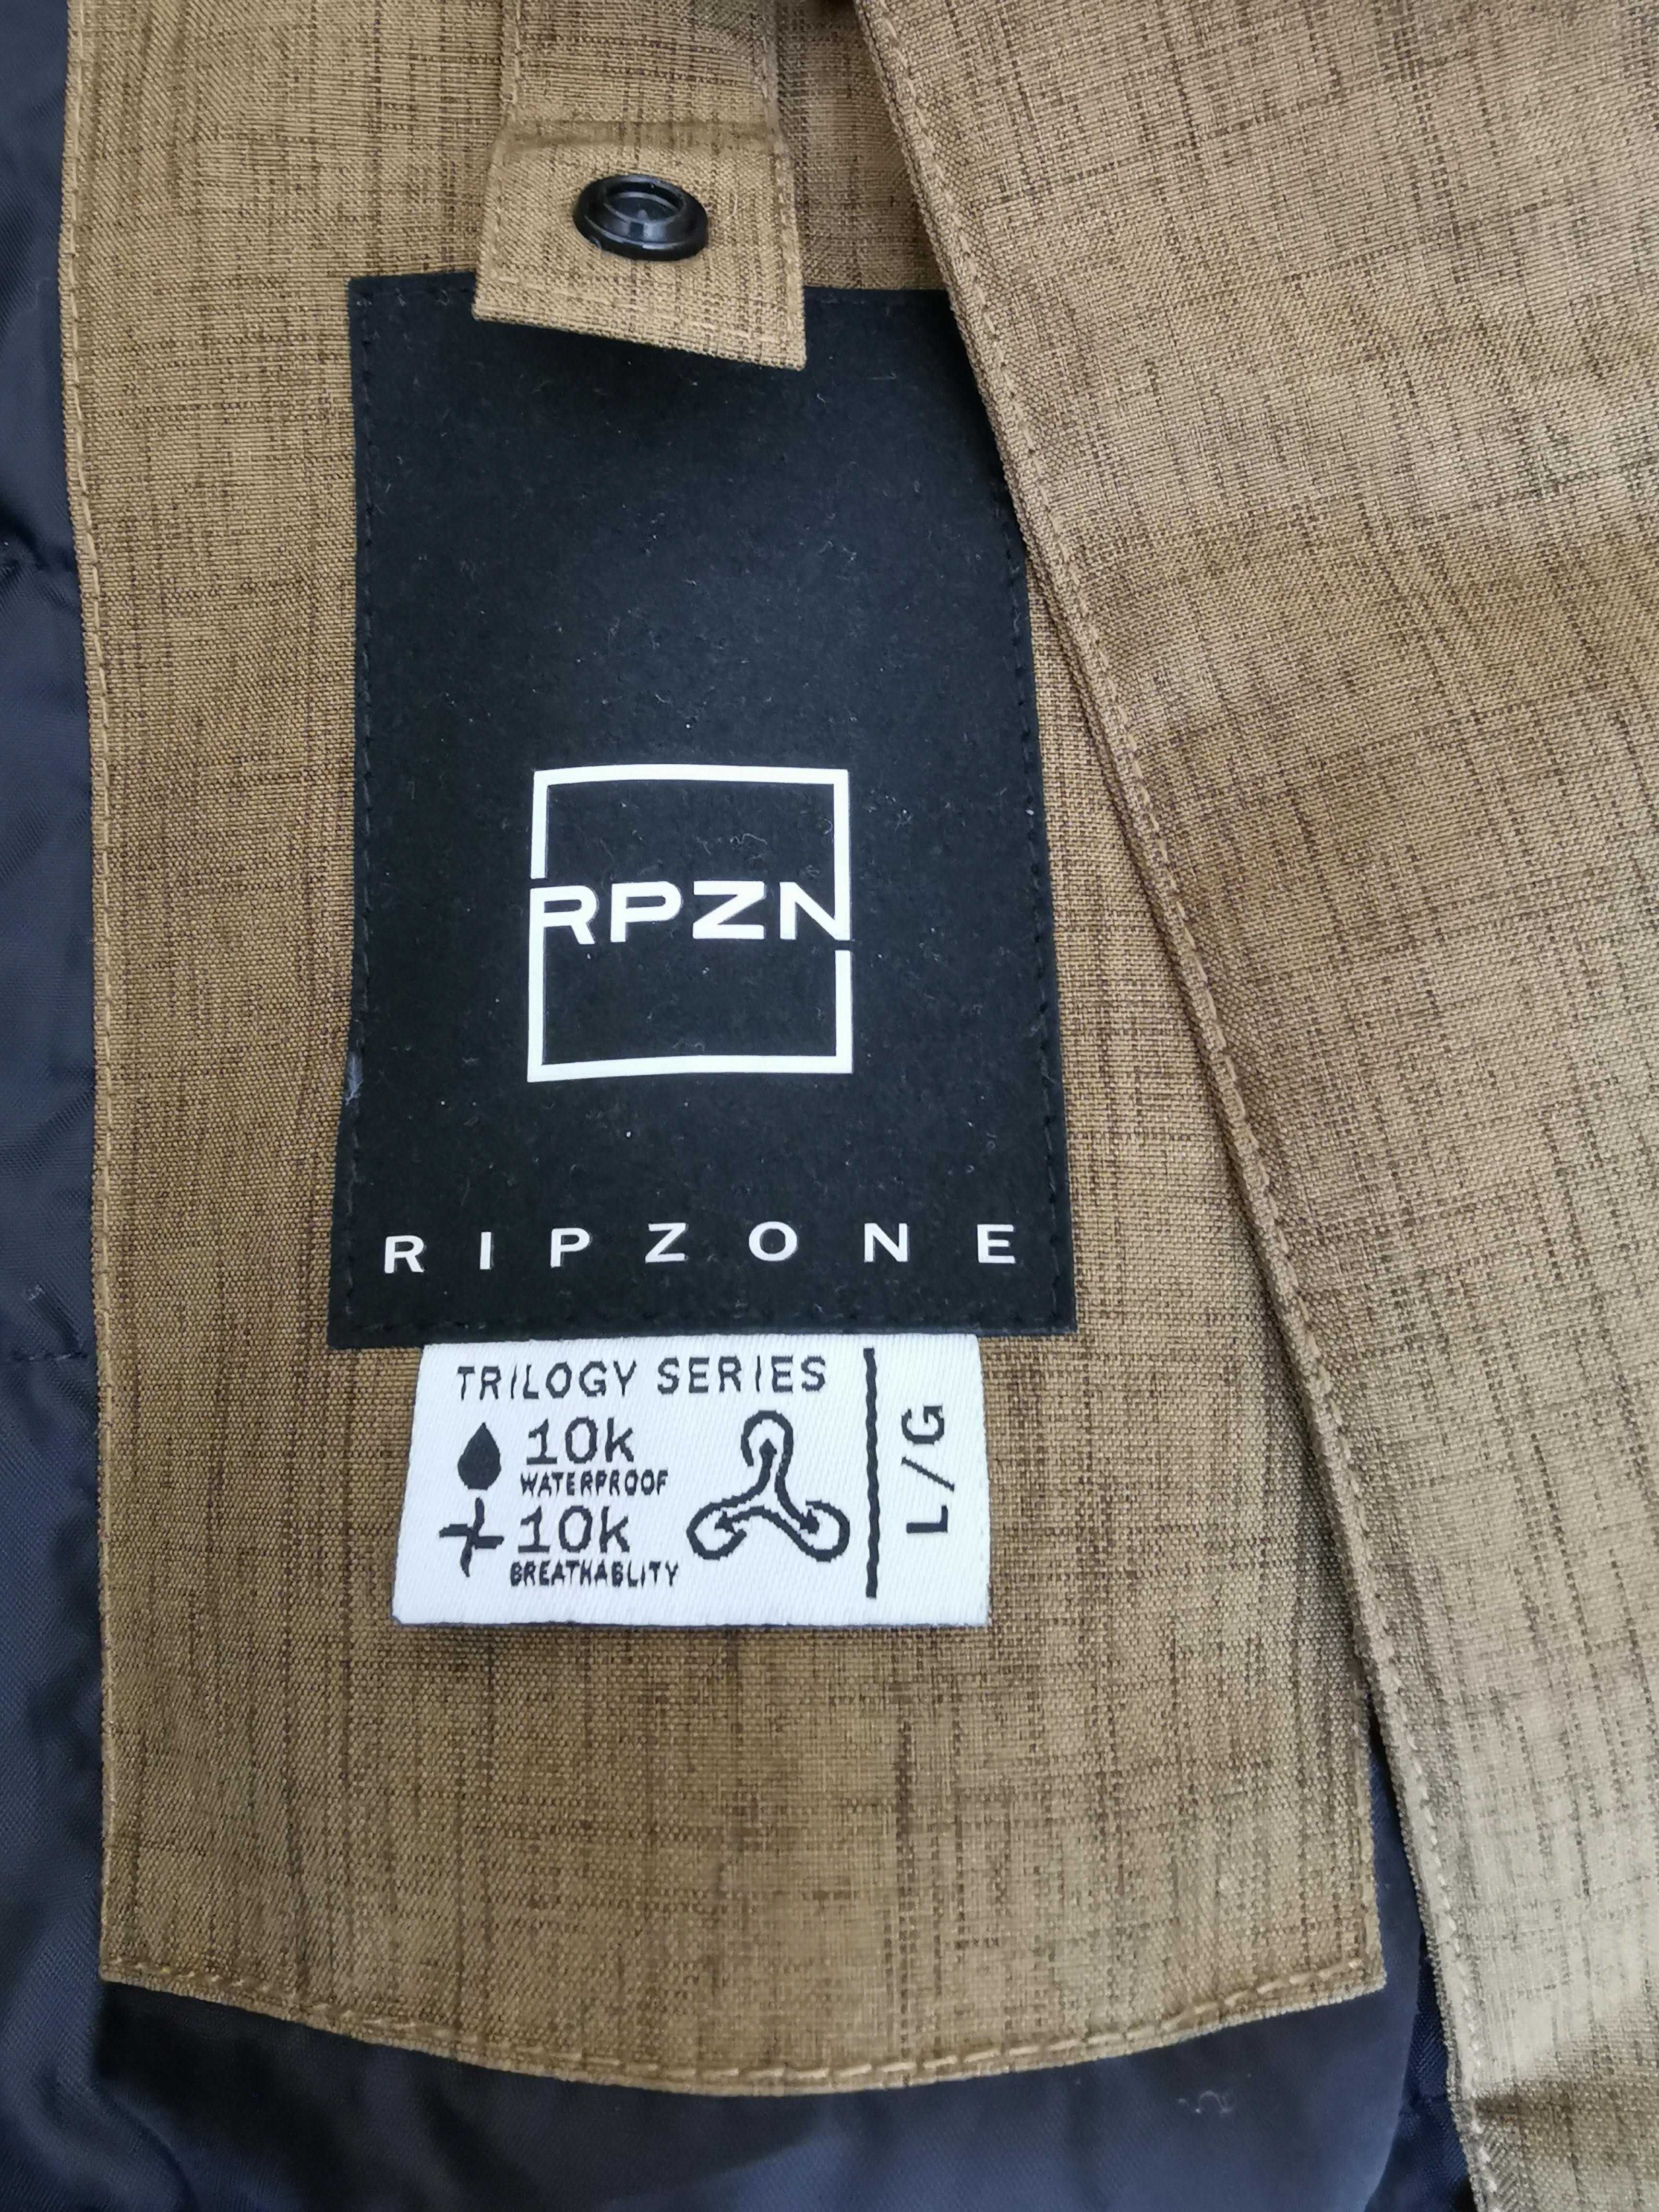 RPZN
RIPZONE
TRILOGY SERIES
10k
WATERPROOF
10k
BREATHABLITY
L/G